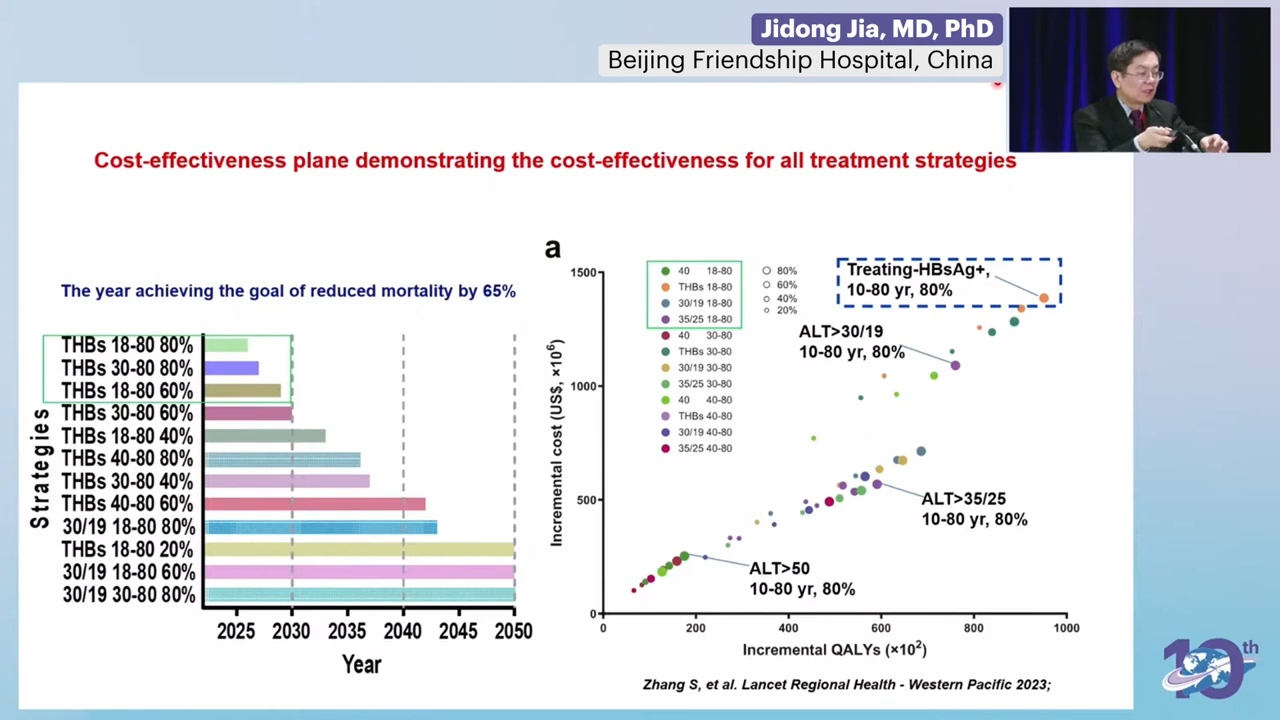 Jidong Jia, MD, PhD
Beijing Friendship Hospital, China
Cost-effectiveness plane demonstrating the cost-effectiveness for all treatment strategies
The year achieving the goal of reduced mortality by 65%
Strategies
THBs 18-80 80%
THBs 30-80 80%
THBs 18-80 60%
THBs 30-80 60%
THBs 18-80 40%
THBs 40-80 80%
THBs 30-80 40%
THBs 40-80 60%
30/19 18-80 80%
THBs 18-80 20%
30/19 18-80 60%
30/19 30-80 80%
2025 2030 2035 2040 2045 2050
Year
a
Incremental cost (US$, ×10⁶)
1500
1000
500
0
40 18-80
THBs 18-80
30/19 18-80
35/25 18-80
40 30-80
THBs 30-80
30/19 30-80
35/25 30-80
40 40-80
THBs 40-80
30/19 40-80
35/25 40-80
80%
60%
40%
20%
Treating-HBsAg+,
10-80 yr, 80%
ALT>30/19
10-80 yr, 80%
ALT>35/25
10-80 yr, 80%
ALT>50
10-80 yr, 80%
0 200 400 600 800 1000
Incremental QALYs (×10²)
Zhang S, et al. Lancet Regional Health - Western Pacific 2023;
10th